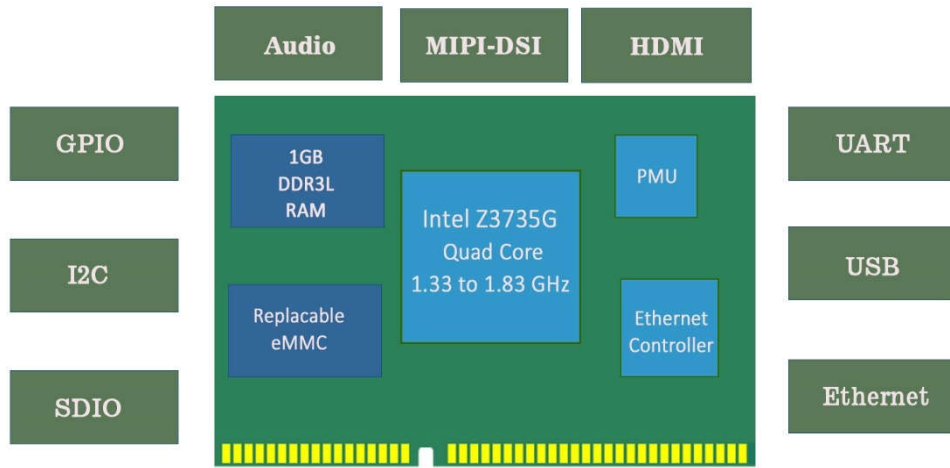 Audio
MIPI-DSI
HDMI
GPIO
I2C
SDIO
1GB
DDR3L
RAM
Replacable
eMMC
Intel Z3735G
Quad Core
1.33 to 1.83 GHz
PMU
Ethernet
Controller
UART
USB
Ethernet